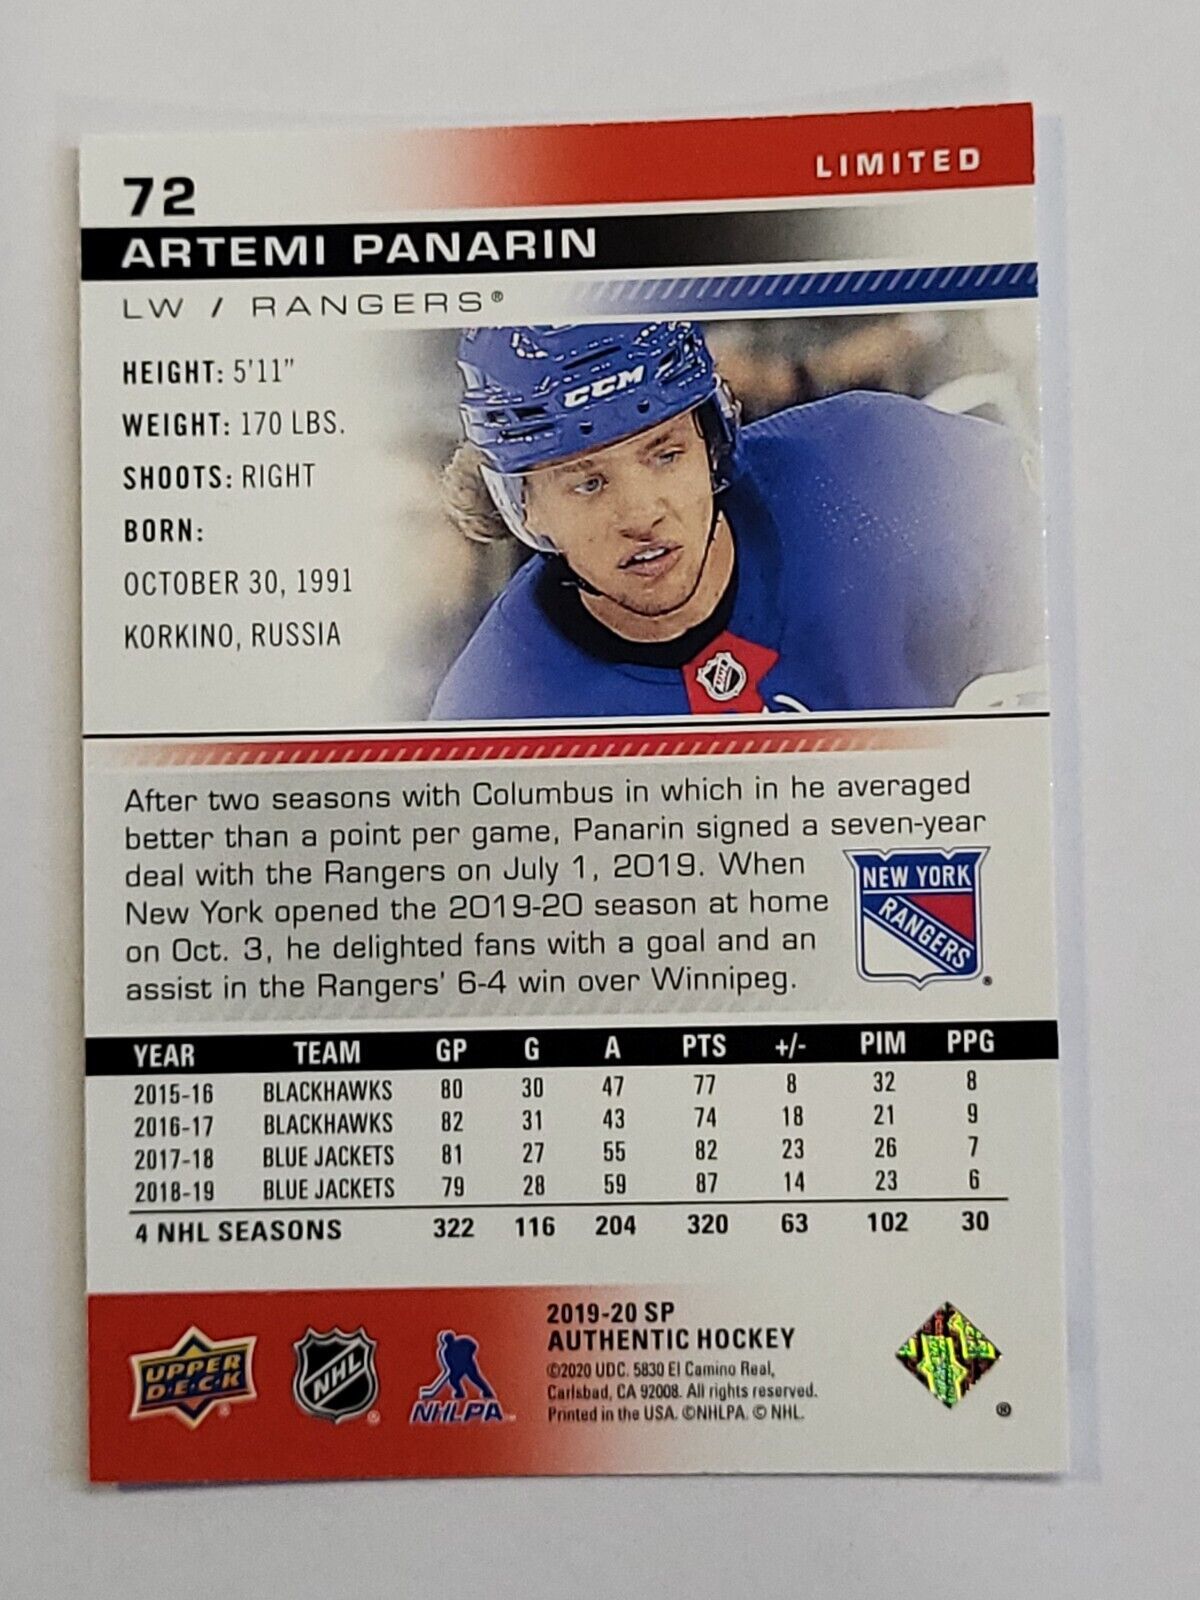 LIMITED
72
ARTEMI PANARIN
LW / RANGERS®
HEIGHT: 5'11"
WEIGHT: 170 LBS.
SHOOTS: RIGHT
BORN:
OCTOBER 30, 1991
KORKINO, RUSSIA
CCM
NHL
After two seasons with Columbus in which in he averaged
better than a point per game, Panarin signed a seven-year
deal with the Rangers on July 1, 2019. When
New York opened the 2019-20 season at home
on Oct. 3, he delighted fans with a goal and an
assist in the Rangers' 6-4 win over Winnipeg.
NEW YORK
RANGERS
®
YEAR TEAM GP G A PTS +/- PIM PPG
2015-16 BLACKHAWKS 80 30 47 77 8 32 8
2016-17 BLACKHAWKS 82 31 43 74 18 21 9
2017-18 BLUE JACKETS 81 27 55 82 23 26 7
2018-19 BLUE JACKETS 79 28 59 87 14 23 6
4 NHL SEASONS 322 116 204 320 63 102 30
UPPER
DECK
®
NHL
®
NHLPA
2019-20 SP
AUTHENTIC HOCKEY
©2020 UDC. 5830 El Camino Real,
Carlsbad, CA 92008. All rights reserved.
Printed in the USA. ©NHLPA. © NHL.
®